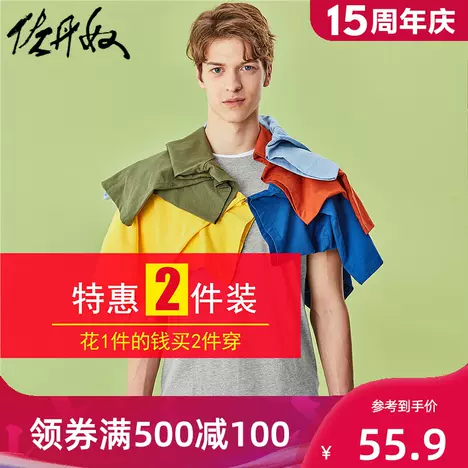 佐丹奴
15周年庆
特惠2件装
花1件的钱买2件穿
参考到手价
领券满500减100
￥55.9